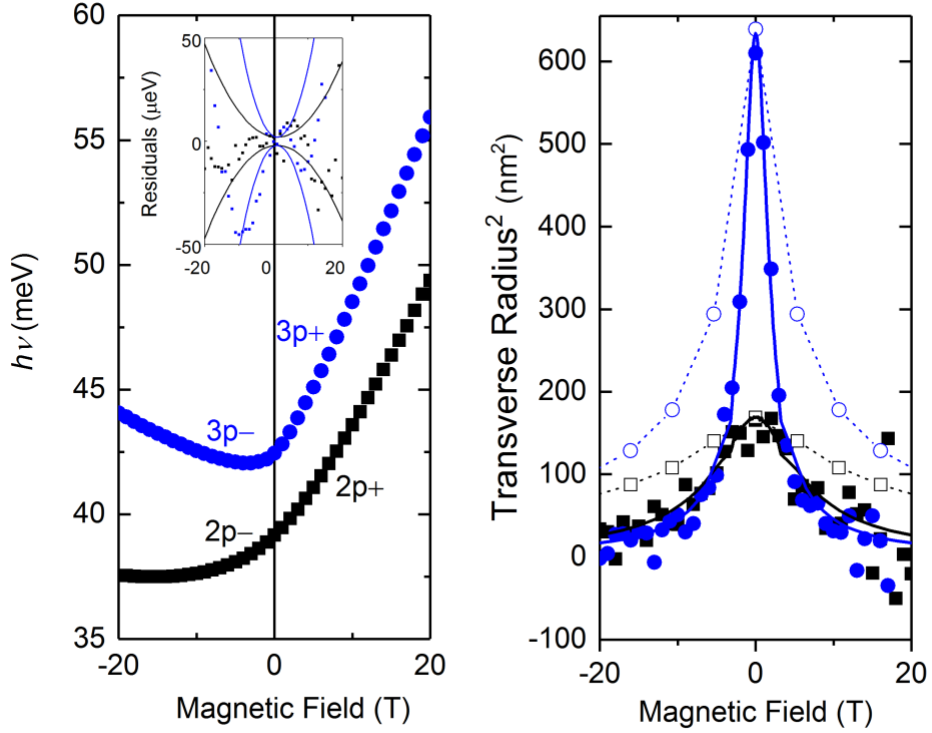 60
55
50
45
40
35
-20
0
20
hν (meV)
Magnetic Field (T)
3p+
3p−
2p+
2p−
50
0
-50
-20
0
20
Residuals (μeV)
600
500
400
300
200
100
0
-100
-20
0
20
Transverse Radius² (nm²)
Magnetic Field (T)